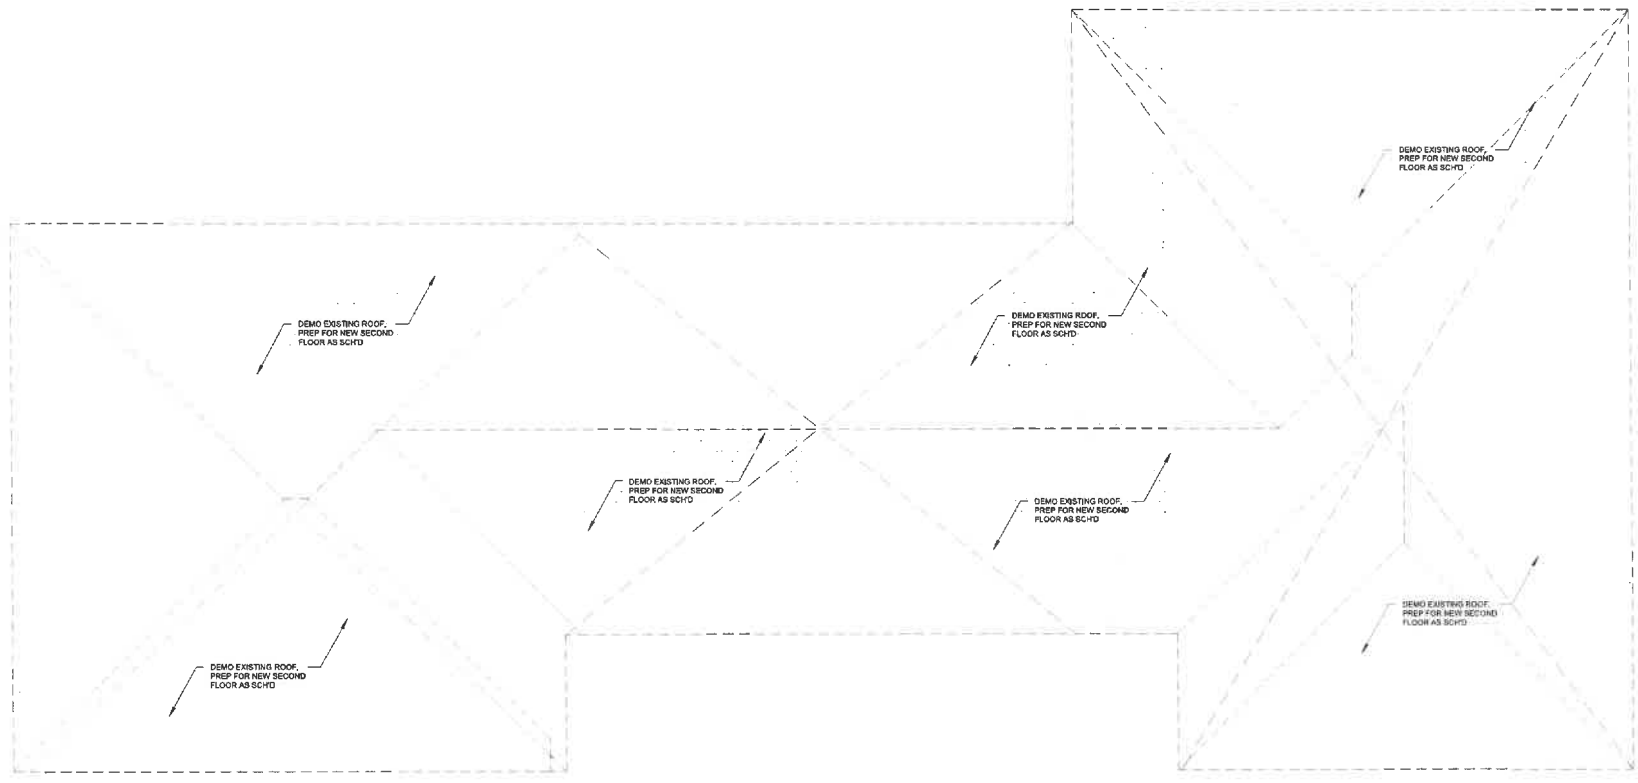 DEMO EXISTING ROOF,
PREP FOR NEW SECOND
FLOOR AS SCH'D
DEMO EXISTING ROOF,
PREP FOR NEW SECOND
FLOOR AS SCH'D
DEMO EXISTING ROOF,
PREP FOR NEW SECOND
FLOOR AS SCH'D
DEMO EXISTING ROOF,
PREP FOR NEW SECOND
FLOOR AS SCH'D
DEMO EXISTING ROOF,
PREP FOR NEW SECOND
FLOOR AS SCH'D
DEMO EXISTING ROOF,
PREP FOR NEW SECOND
FLOOR AS SCH'D
DEMO EXISTING ROOF,
PREP FOR NEW SECOND
FLOOR AS SCH'D